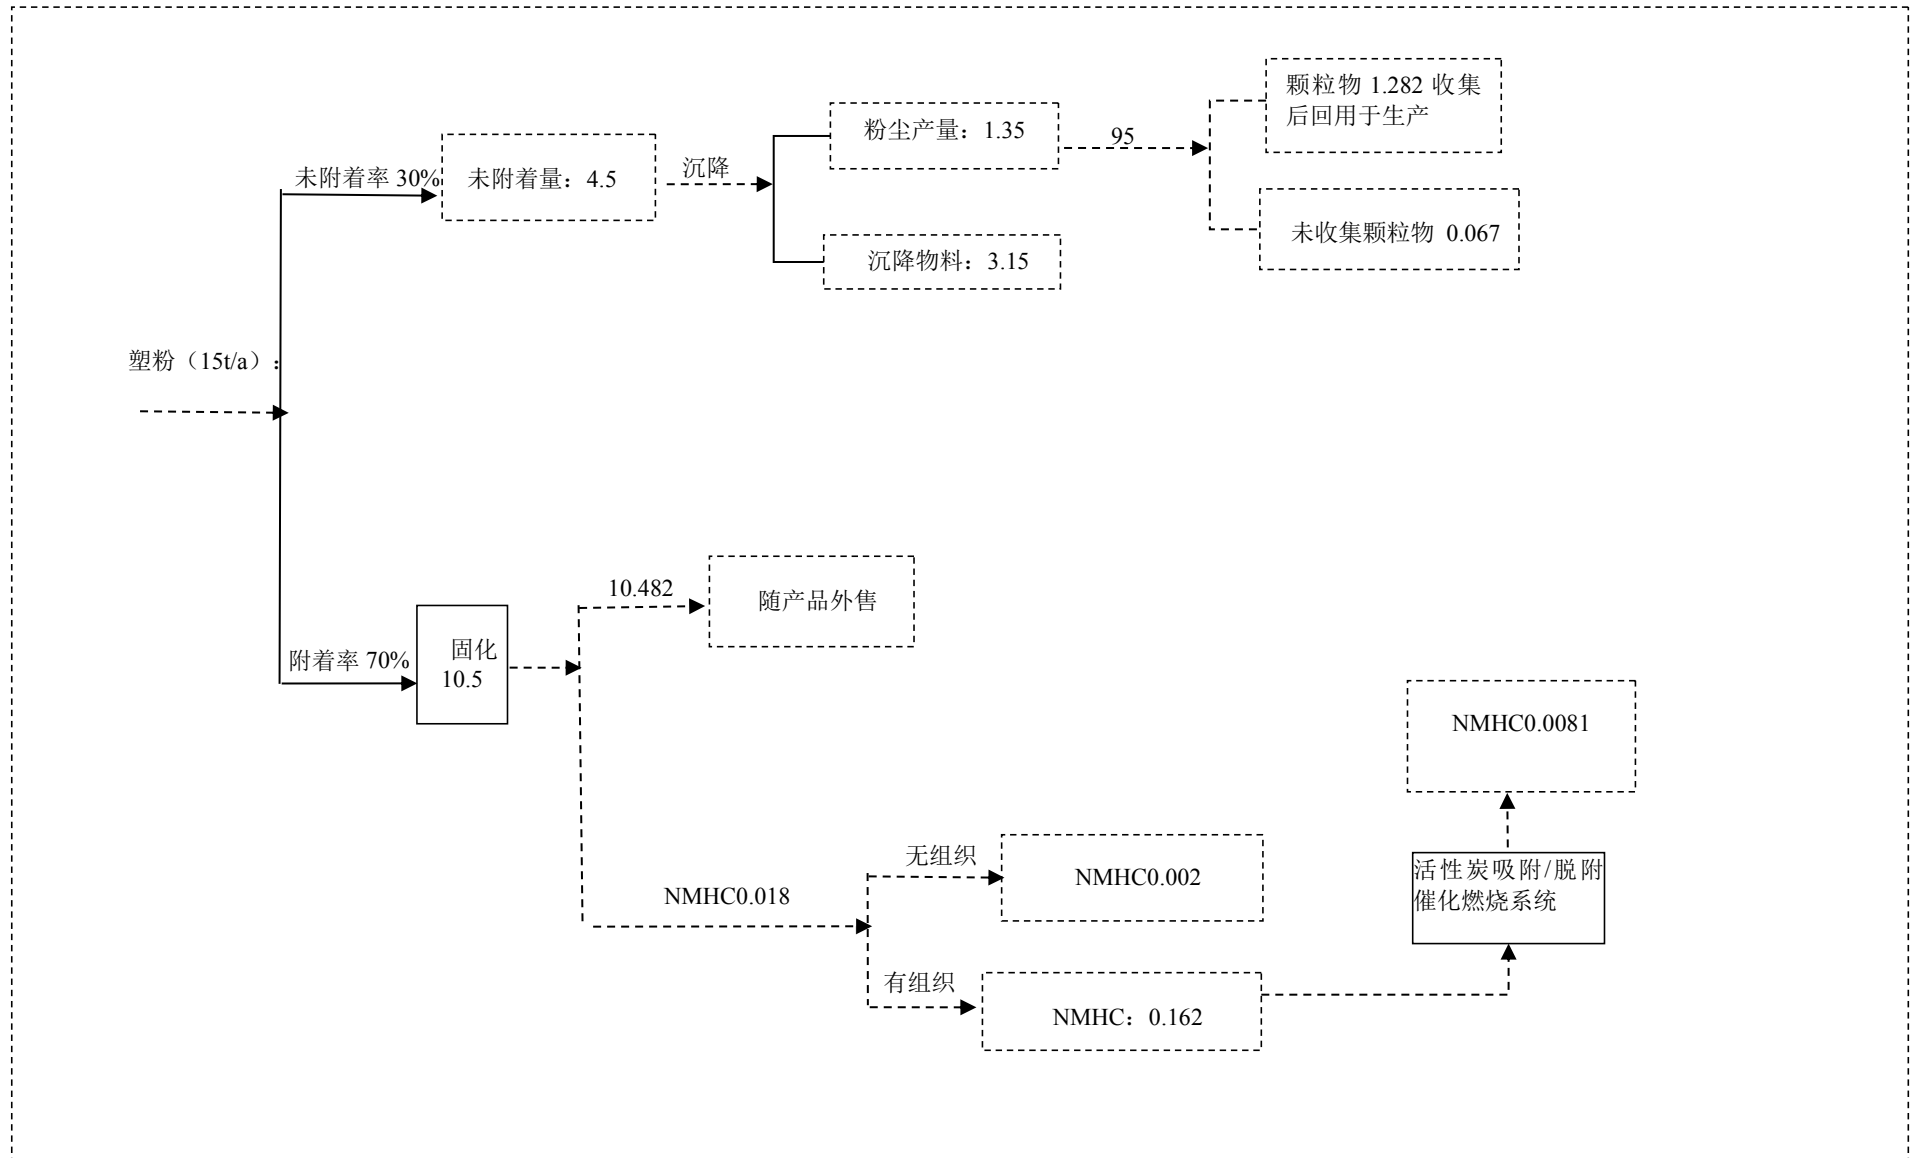 颗粒物 1.282 收集
后回用于生产
粉尘产量：1.35
95
沉降
未附着率 30%
未附着量：4.5
未收集颗粒物 0.067
沉降物料：3.15
塑粉（15t/a）：
10.482
随产品外售
固化
10.5
附着率 70%
NMHC0.0081
无组织
NMHC0.002
活性炭吸附/脱附
催化燃烧系统
NMHC0.018
有组织
NMHC：0.162